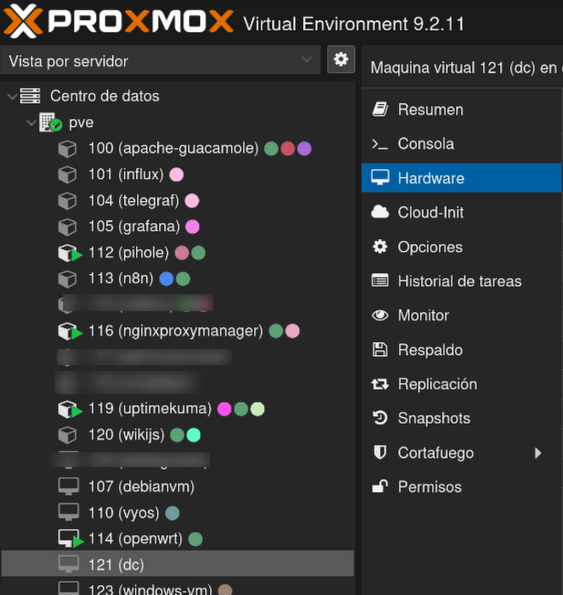 PROXMOX Virtual Environment 9.2.11
Vista por servidor
Centro de datos
pve
100 (apache-guacamole)
101 (influx)
104 (telegraf)
105 (grafana)
112 (pihole)
113 (n8n)
116 (nginxproxymanager)
119 (uptimekuma)
120 (wikijs)
107 (debianvm)
110 (vyos)
114 (openwrt)
121 (dc)
123 (windows-vm)
Maquina virtual 121 (dc) en
Resumen
Consola
Hardware
Cloud-Init
Opciones
Historial de tareas
Monitor
Respaldo
Replicación
Snapshots
Cortafuego
Permisos